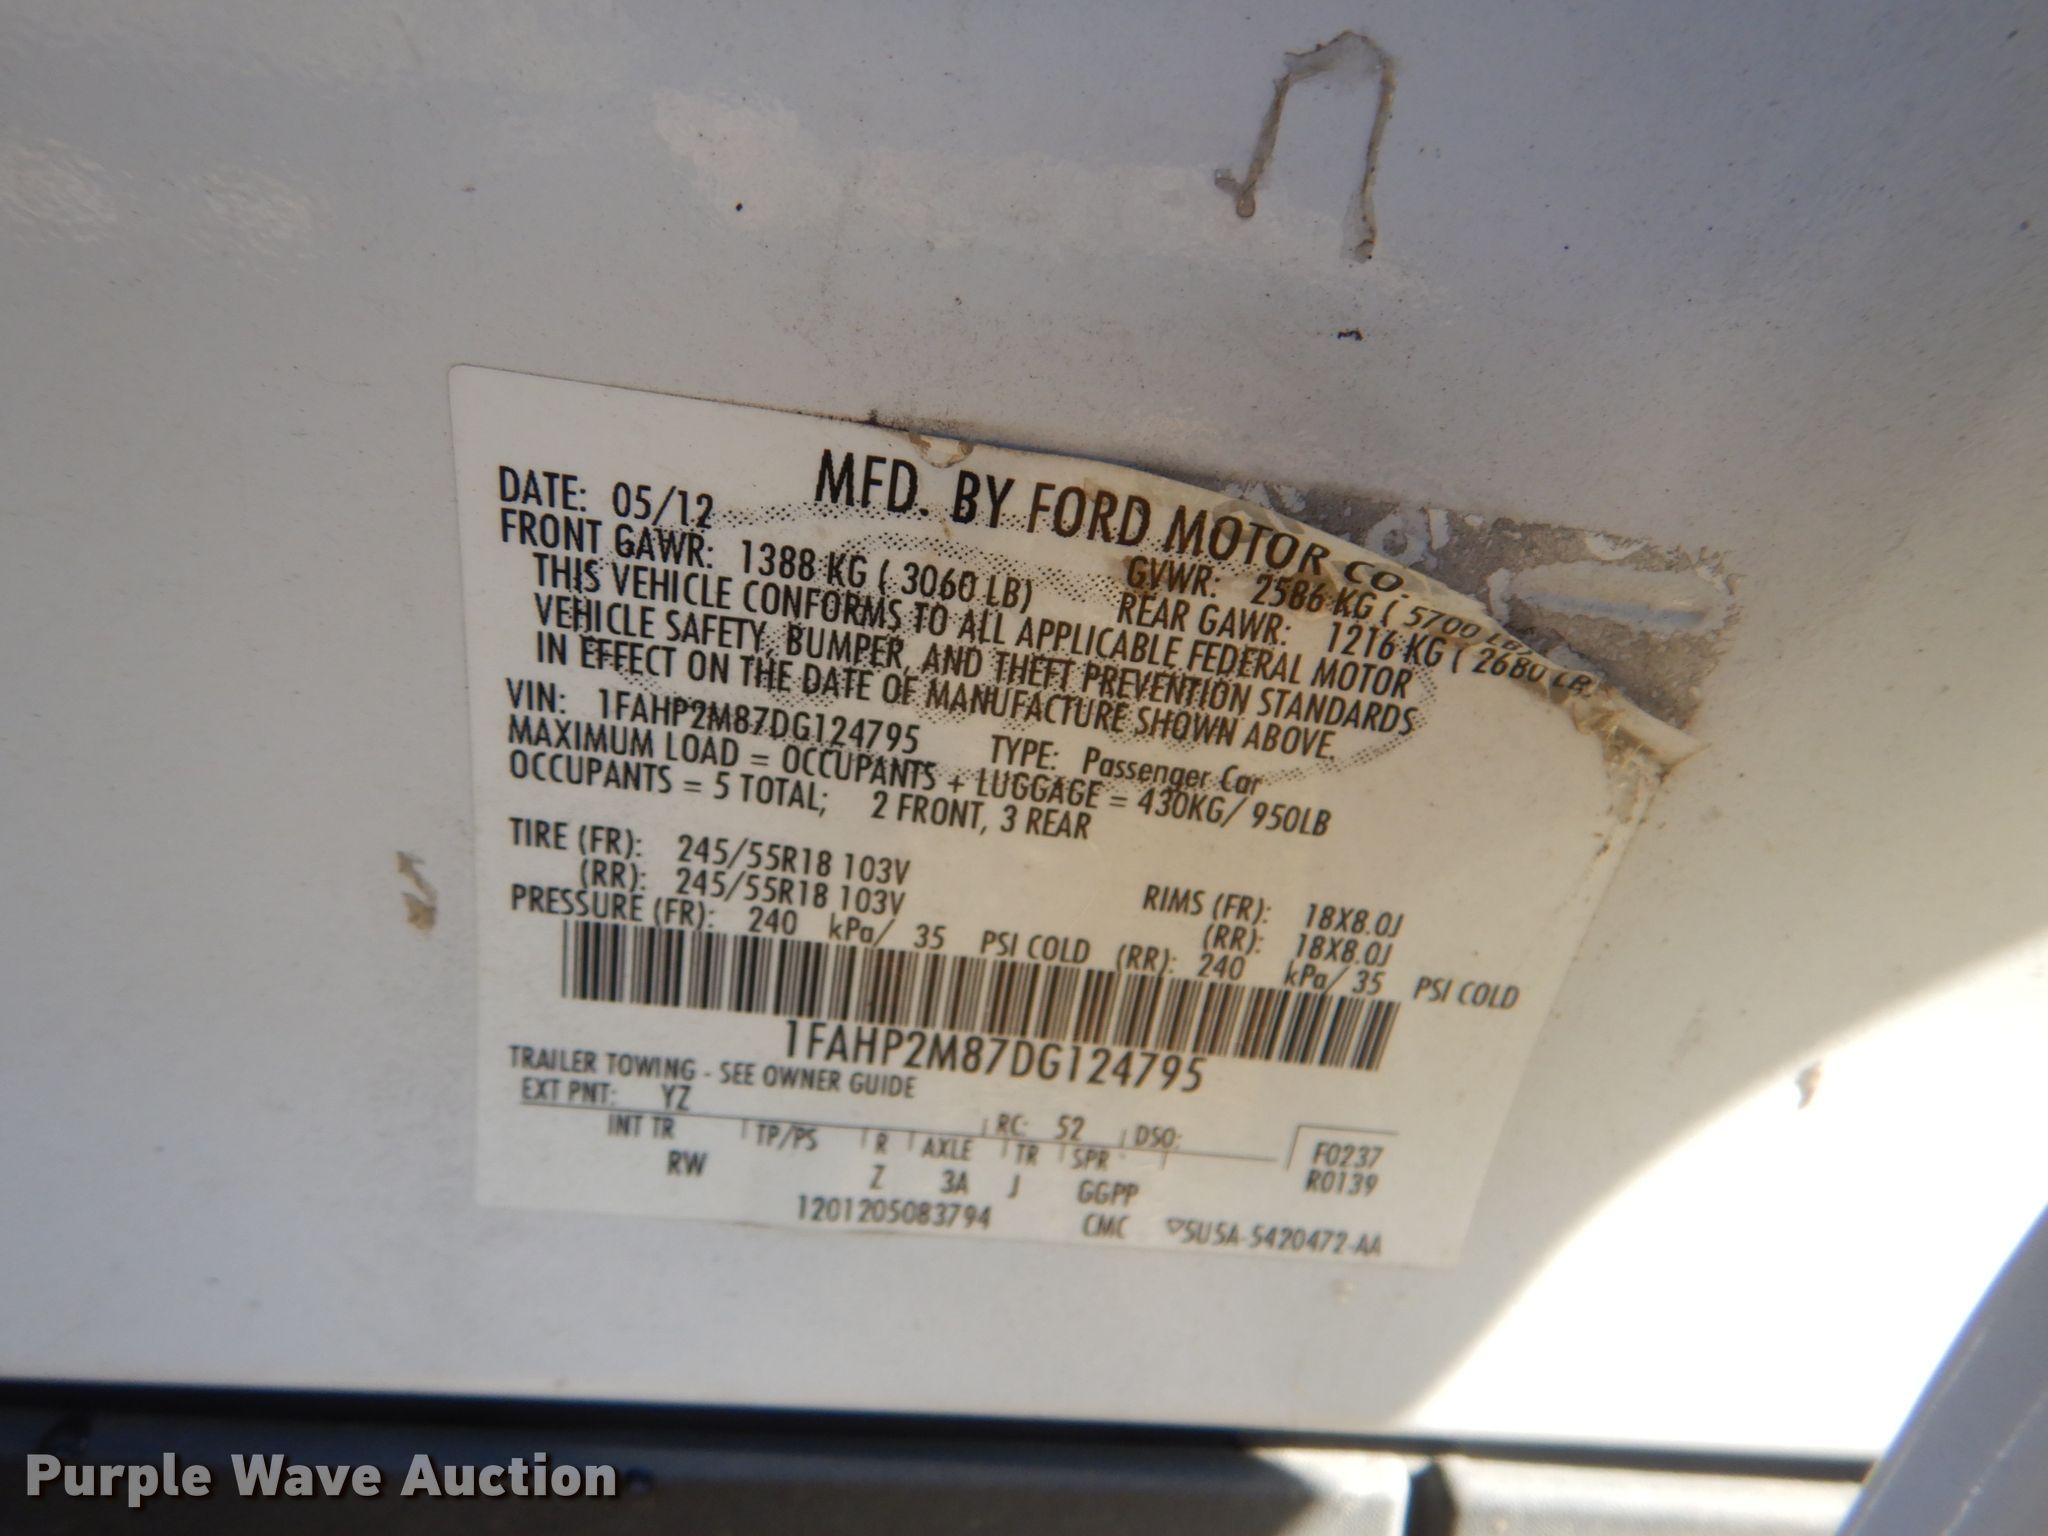 MFD. BY FORD MOTOR CO.
DATE: 05/12 GVWR: 2586 KG ( 5700 LB)
FRONT GAWR: 1388 KG ( 3060 LB) REAR GAWR: 1216 KG ( 2680 LB)
THIS VEHICLE CONFORMS TO ALL APPLICABLE FEDERAL MOTOR
VEHICLE SAFETY, BUMPER, AND THEFT PREVENTION STANDARDS
IN EFFECT ON THE DATE OF MANUFACTURE SHOWN ABOVE.
VIN: 1FAHP2M87DG124795 TYPE: Passenger Car
MAXIMUM LOAD = OCCUPANTS + LUGGAGE = 430KG/ 950LB
OCCUPANTS = 5 TOTAL; 2 FRONT, 3 REAR
TIRE (FR): 245/55R18 103V RIMS (FR): 18X8.0J
(RR): 245/55R18 103V (RR): 18X8.0J
PRESSURE (FR): 240 kPa/ 35 PSI COLD (RR): 240 kPa/ 35 PSI COLD
1FAHP2M87DG124795
TRAILER TOWING - SEE OWNER GUIDE
EXT PNT: YZ RC: 52 DSO:
INT TR TP/PS R AXLE TR SPR F0237
RW Z 3A J GGPP R0139
1201205083794 CMC 5U5A-5420472-AA
Purple Wave Auction